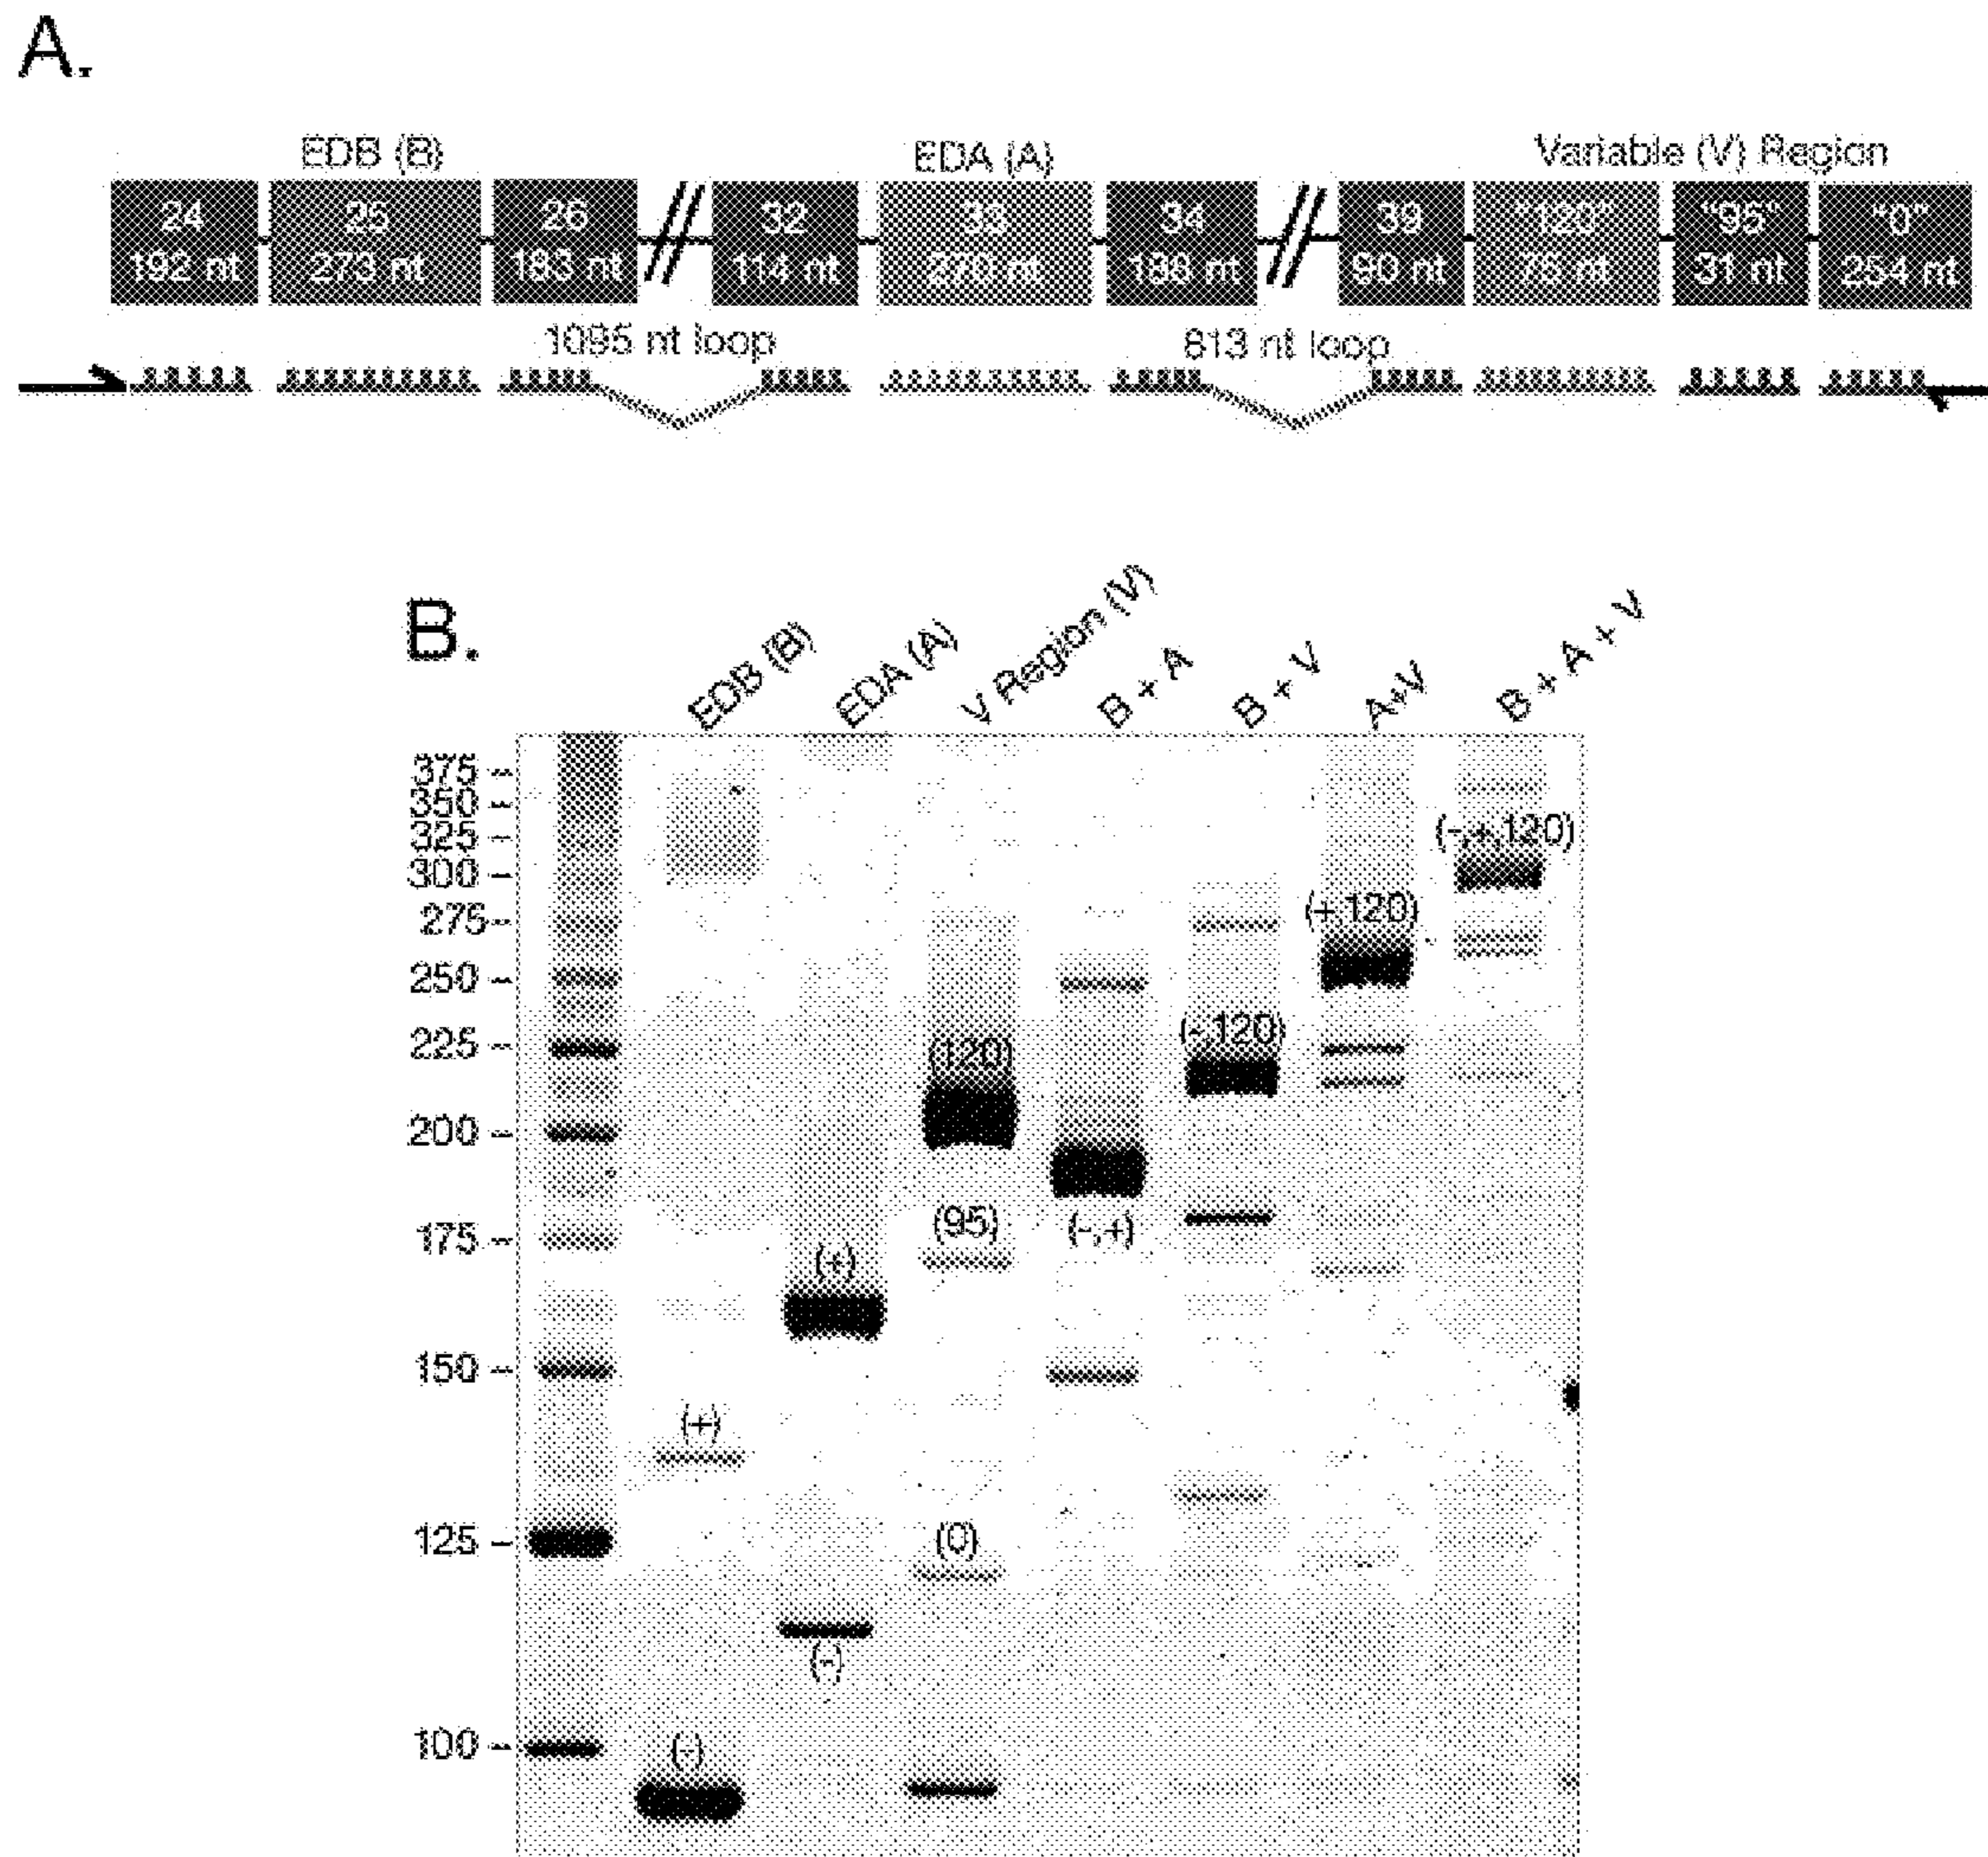 A.
EDB (B) EDA (A) Variable (V) Region
24 25 26 32 33 34 39 "120" "95" "0"
192 nt 273 nt 183 nt 114 nt 270 nt 186 nt 90 nt 75 nt 31 nt 254 nt
1095 nt loop 813 nt loop
B.
EDB (B) EDA (A) V Region (V) B + A B + V A+V B + A + V
375
350
325 (-,+,120)
300
275 (+,120)
250
225 (120) (-,120)
200
175 (+) (95) (-,+)
150
(+)
125 (0)
(-)
100 (-)